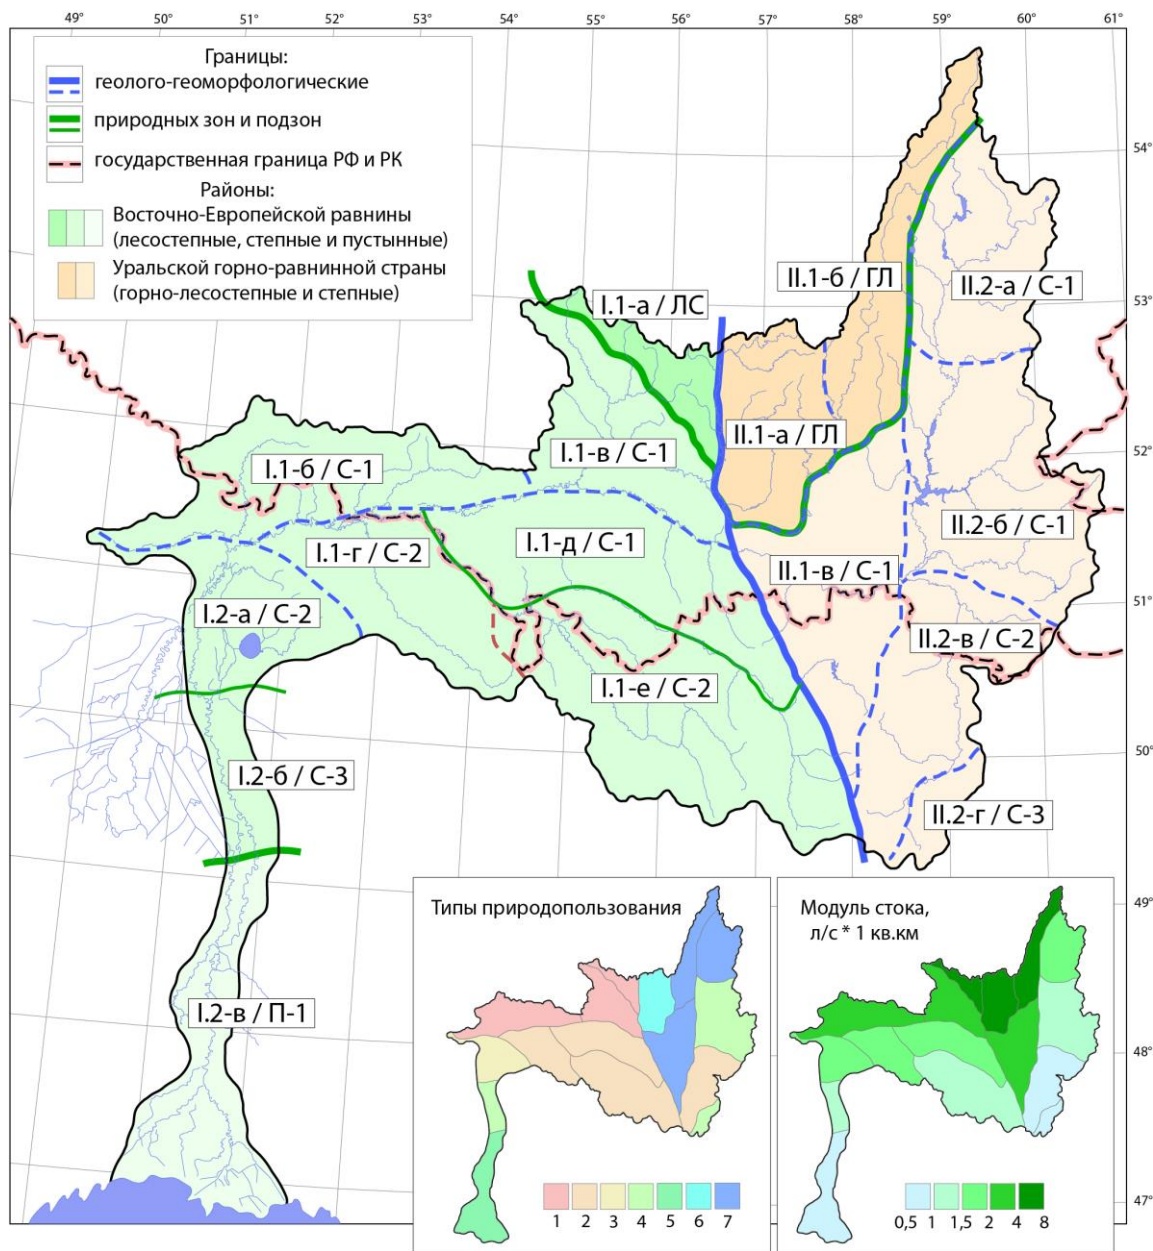 49° 50° 51° 52° 53° 54° 55° 56° 57° 58° 59° 60° 61°
Границы:
геолого-геоморфологические
природных зон и подзон
государственная граница РФ и РК
Районы:
Восточно-Европейской равнины
(лесостепные, степные и пустынные)
Уральской горно-равнинной страны
(горно-лесостепные и степные)
54°
53°
52°
51°
50°
49°
48°
47°
I.1-а / ЛС
II.1-б / ГЛ
II.2-а / С-1
II.1-а / ГЛ
I.1-б / С-1
I.1-в / С-1
II.2-б / С-1
I.1-г / С-2
I.1-д / С-1
II.1-в / С-1
I.2-а / С-2
II.2-в / С-2
I.1-е / С-2
I.2-б / С-3
II.2-г / С-3
I.2-в / П-1
Типы природопользования
1 2 3 4 5 6 7
Модуль стока,
л/с * 1 кв.км
0,5 1 1,5 2 4 8